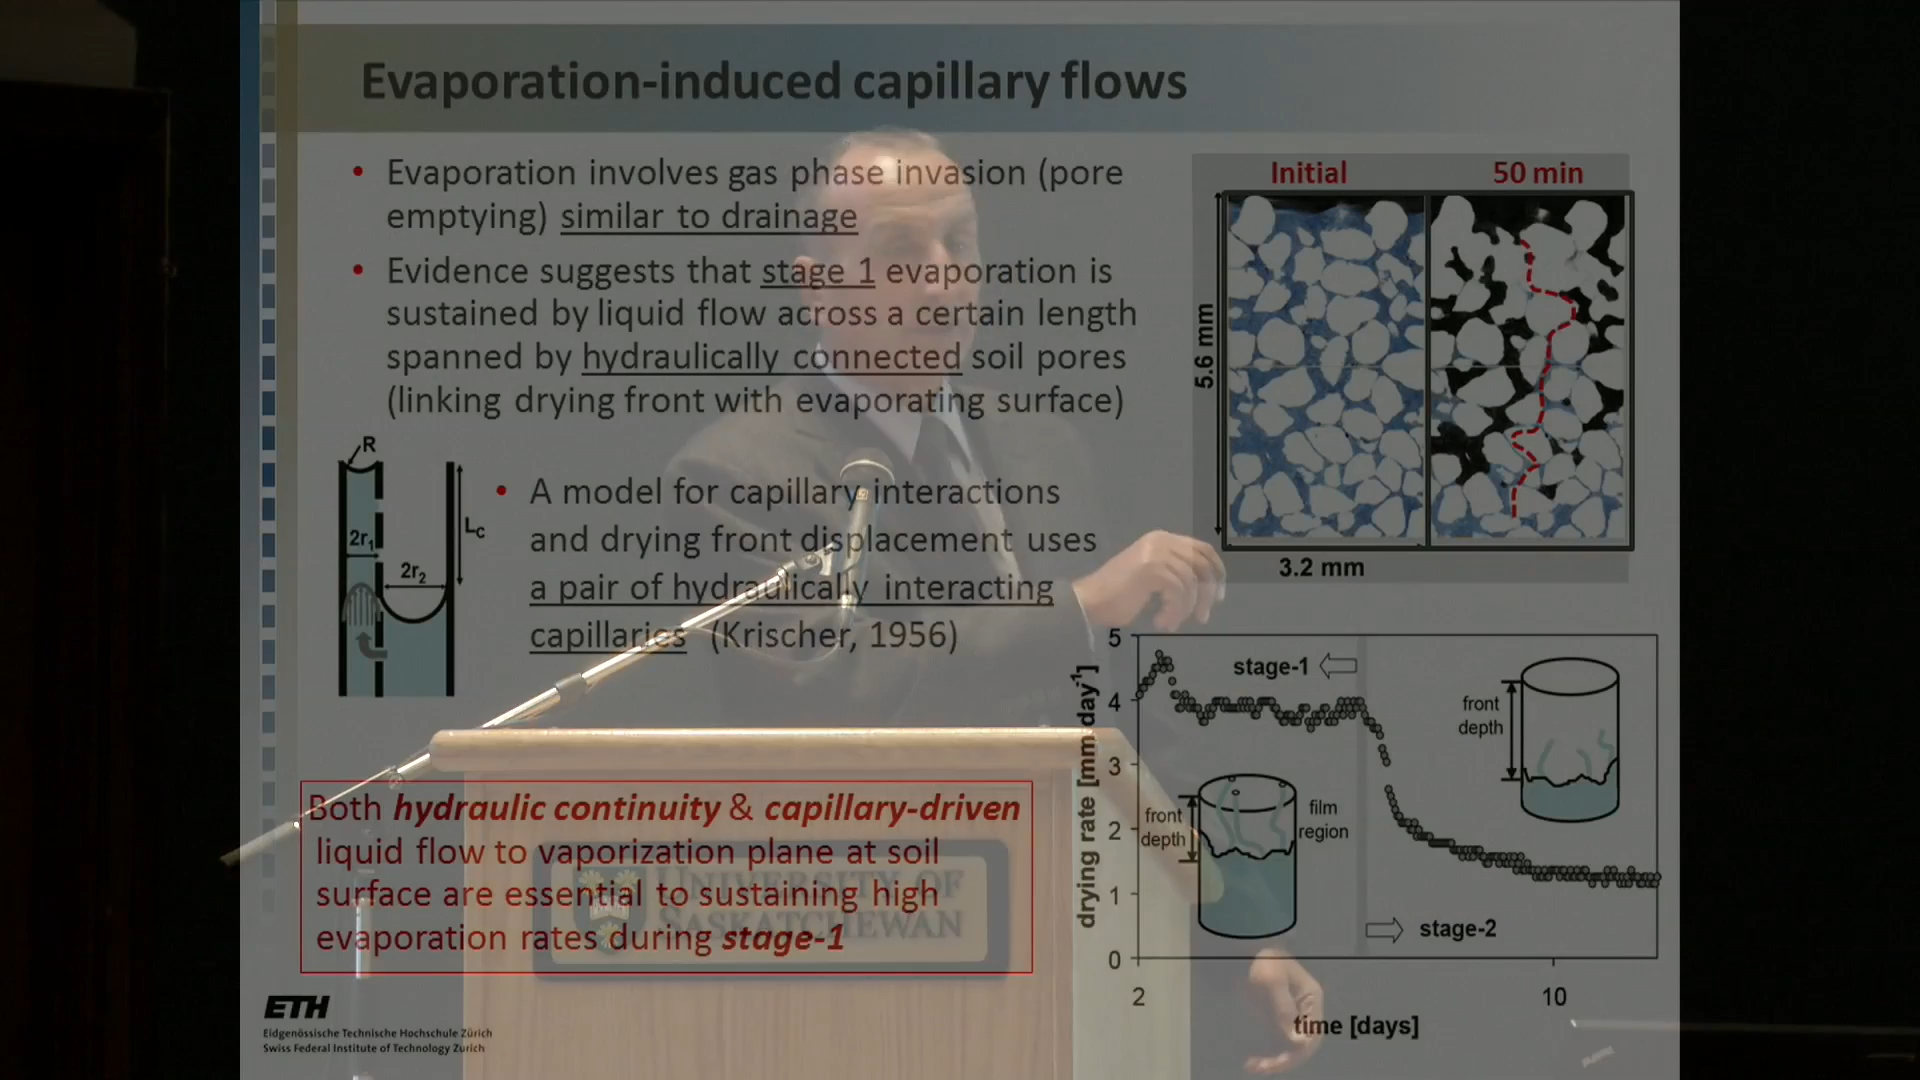 Evaporation-induced capillary flows
• Evaporation involves gas phase invasion (pore
emptying) similar to drainage
• Evidence suggests that stage 1 evaporation is
sustained by liquid flow across a certain length
spanned by hydraulically connected soil pores
(linking drying front with evaporating surface)
R
2r₁
2r₂
Lc
• A model for capillary interactions
and drying front displacement uses
a pair of hydraulically interacting
capillaries (Krischer, 1956)
Both hydraulic continuity & capillary-driven
liquid flow to vaporization plane at soil
surface are essential to sustaining high
evaporation rates during stage-1
UNIVERSITY OF
SASKATCHEWAN
ETH
Eidgenössische Technische Hochschule Zürich
Swiss Federal Institute of Technology Zurich
Initial 50 min
5.6 mm
3.2 mm
drying rate [mm day⁻¹]
5
4
3
2
1
0
stage-1
front
depth
front
depth
film
region
stage-2
2 10
time [days]